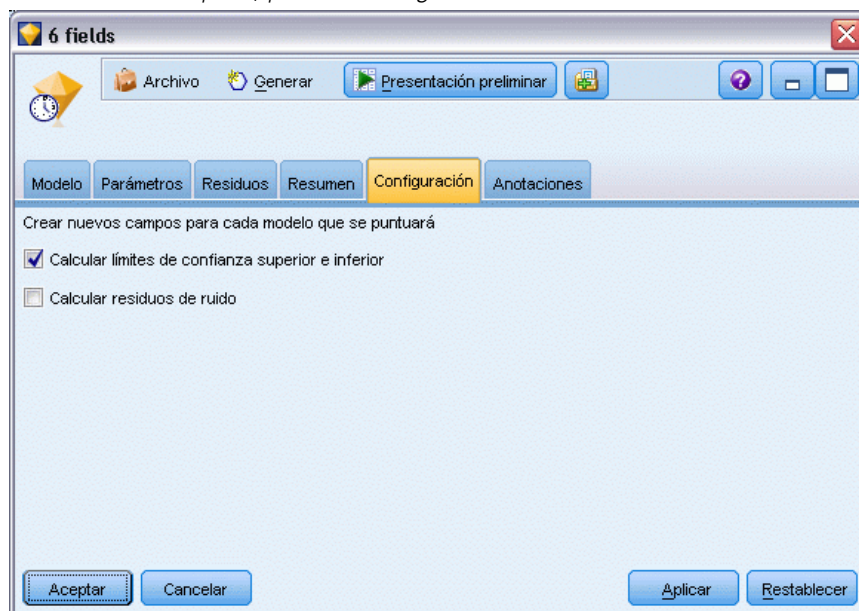 6 fields
Archivo Generar Presentación preliminar
Modelo Parámetros Residuos Resumen Configuración Anotaciones
Crear nuevos campos para cada modelo que se puntuará
Calcular límites de confianza superior e inferior
Calcular residuos de ruido
Aceptar Cancelar Aplicar Restablecer